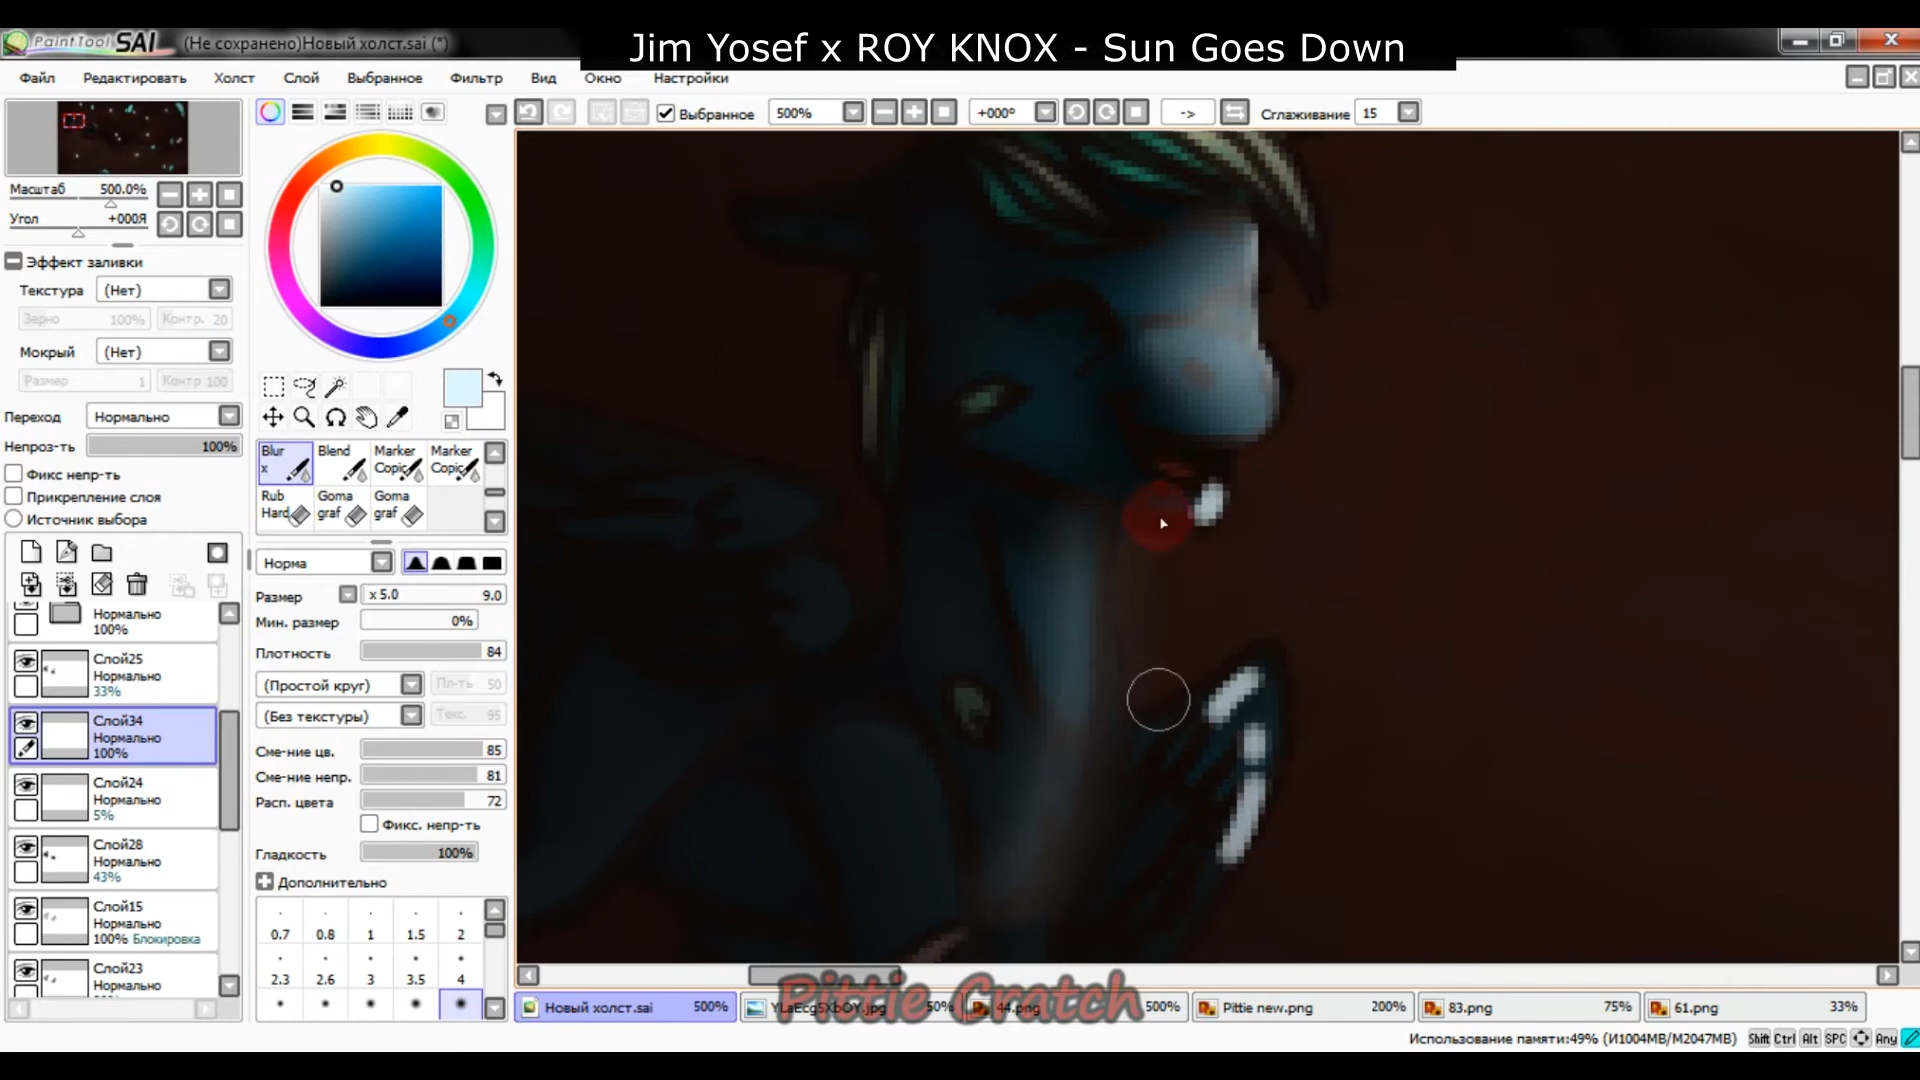 Jim Yosef x ROY KNOX - Sun Goes Down
PaintTool SAI (Не сохранено)Новый холст.sai (*)
Файл Редактировать Холст Слой Выбранное Фильтр Вид Окно Настройки
Выбранное 500% +000º -> Сглаживание 15
Масштаб 500.0%
Угол +000Я
Эффект заливки
Текстура (Нет)
Зерно 100% Контр. 20
Мокрый (Нет)
Размер 1 Контр 100
Переход Нормально
Непроз-ть 100%
Фикс непр-ть
Прикрепление слоя
Источник выбора
Нормально
100%
Слой25
Нормально
33%
Слой34
Нормально
100%
Слой24
Нормально
5%
Слой28
Нормально
43%
Слой15
Нормально
100% Блокировка
Слой23
Нормально
Blur x
Blend
Marker Copic
Marker Copic
Rub Hard
Goma graf
Goma graf
Норма
Размер x 5.0 9.0
Мин. размер 0%
Плотность 84
(Простой круг) Пл-ть 50
(Без текстуры) Текс. 95
Сме-ние цв. 85
Сме-ние непр. 81
Расп. цвета 72
Фикс. непр-ть
Гладкость 100%
Дополнительно
0.7 0.8 1 1.5 2
2.3 2.6 3 3.5 4
Pittie Cratch
Новый холст.sai 500% YLaEcg5XbOY.jpg 50% 44.png 500% Pittie new.png 200% 83.png 75% 61.png 33%
Использование памяти:49% (И1004MB/M2047MB) Shift Ctrl Alt SPC Any